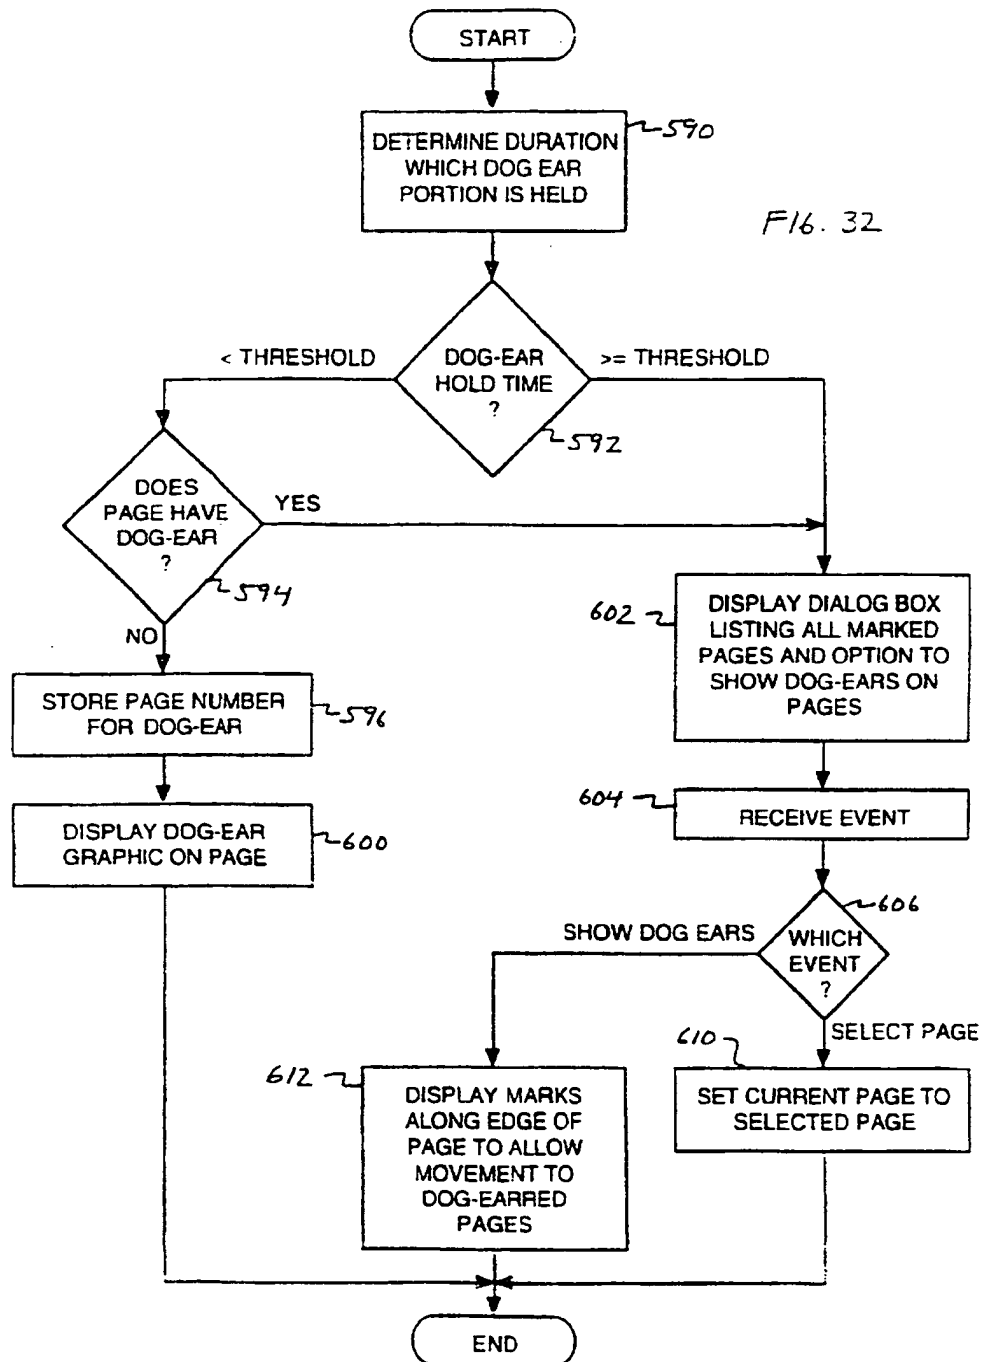 START
DETERMINE DURATION
WHICH DOG EAR
PORTION IS HELD
590
FIG. 32
< THRESHOLD
DOG-EAR
HOLD TIME
?
>= THRESHOLD
592
DOES
PAGE HAVE
DOG-EAR
?
YES
594
NO
STORE PAGE NUMBER
FOR DOG-EAR
596
DISPLAY DOG-EAR
GRAPHIC ON PAGE
600
602
DISPLAY DIALOG BOX
LISTING ALL MARKED
PAGES AND OPTION TO
SHOW DOG-EARS ON
PAGES
604
RECEIVE EVENT
606
SHOW DOG EARS
WHICH
EVENT
?
SELECT PAGE
610
SET CURRENT PAGE TO
SELECTED PAGE
612
DISPLAY MARKS
ALONG EDGE OF
PAGE TO ALLOW
MOVEMENT TO
DOG-EARRED
PAGES
END